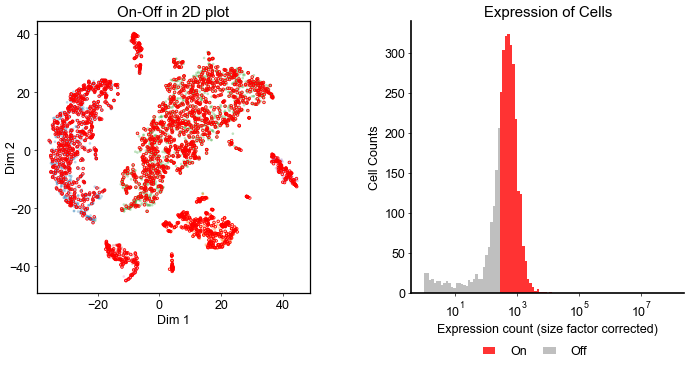 On-Off in 2D plot
40
20
0
−20
−40
Dim 2
−20 0 20 40
Dim 1
Expression of Cells
300
250
200
150
100
50
0
Cell Counts
10^1 10^3 10^5 10^7
Expression count (size factor corrected)
On Off